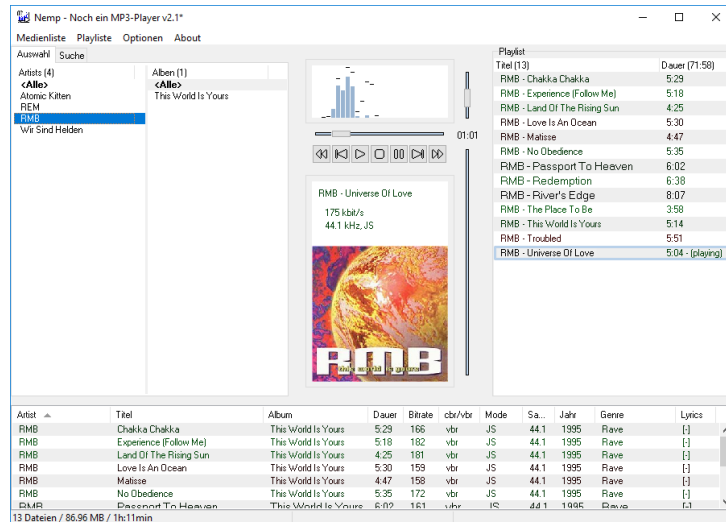 Nemp - Noch ein MP3-Player v2.1*
Medienliste Playliste Optionen About
Auswahl Suche
Artists (4)
<Alle>
Atomic Kitten
REM
RMB
Wir Sind Helden
Alben (1)
<Alle>
This World Is Yours
01:01
RMB - Universe Of Love
175 kbit/s
44.1 kHz, JS
RMB
this world is yours
Playlist
Titel (13) Dauer (71:58)
RMB - Chakka Chakka 5:29
RMB - Experience (Follow Me) 5:18
RMB - Land Of The Rising Sun 4:25
RMB - Love Is An Ocean 5:30
RMB - Matisse 4:47
RMB - No Obedience 5:35
RMB - Passport To Heaven 6:02
RMB - Redemption 6:38
RMB - River's Edge 8:07
RMB - The Place To Be 3:58
RMB - This World Is Yours 5:14
RMB - Troubled 5:51
RMB - Universe Of Love 5:04 - (playing)
Artist Titel Album Dauer Bitrate cbr/vbr Mode Sa... Jahr Genre Lyrics
RMB Chakka Chakka This World Is Yours 5:29 166 vbr JS 44.1 1995 Rave [-]
RMB Experience (Follow Me) This World Is Yours 5:18 182 vbr JS 44.1 1995 Rave [-]
RMB Land Of The Rising Sun This World Is Yours 4:25 181 vbr JS 44.1 1995 Rave [-]
RMB Love Is An Ocean This World Is Yours 5:30 159 vbr JS 44.1 1995 Rave [-]
RMB Matisse This World Is Yours 4:47 158 vbr JS 44.1 1995 Rave [-]
RMB No Obedience This World Is Yours 5:35 172 vbr JS 44.1 1995 Rave [-]
RMB Passport To Heaven This World Is Yours 6:02 161 vbr JS 44.1 1995 Rave [-]
13 Dateien / 86,96 MB / 1h:11min